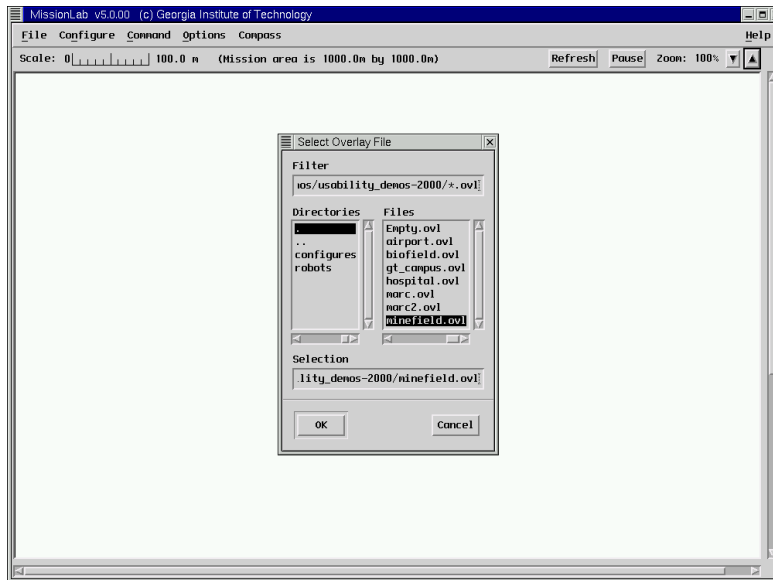 MissionLab v5.0.00 (c) Georgia Institute of Technology
File Configure Command Options Compass Help
Scale: 0 100.0 m (Mission area is 1000.0m by 1000.0m) Refresh Pause Zoom: 100%
Select Overlay File
Filter
ios/usability_demos-2000/*.ovl
Directories Files
.
..
configures
robots
Empty.ovl
airport.ovl
biofield.ovl
gt_campus.ovl
hospital.ovl
marc.ovl
marc2.ovl
minefield.ovl
Selection
.lity_demos-2000/minefield.ovl
OK Cancel